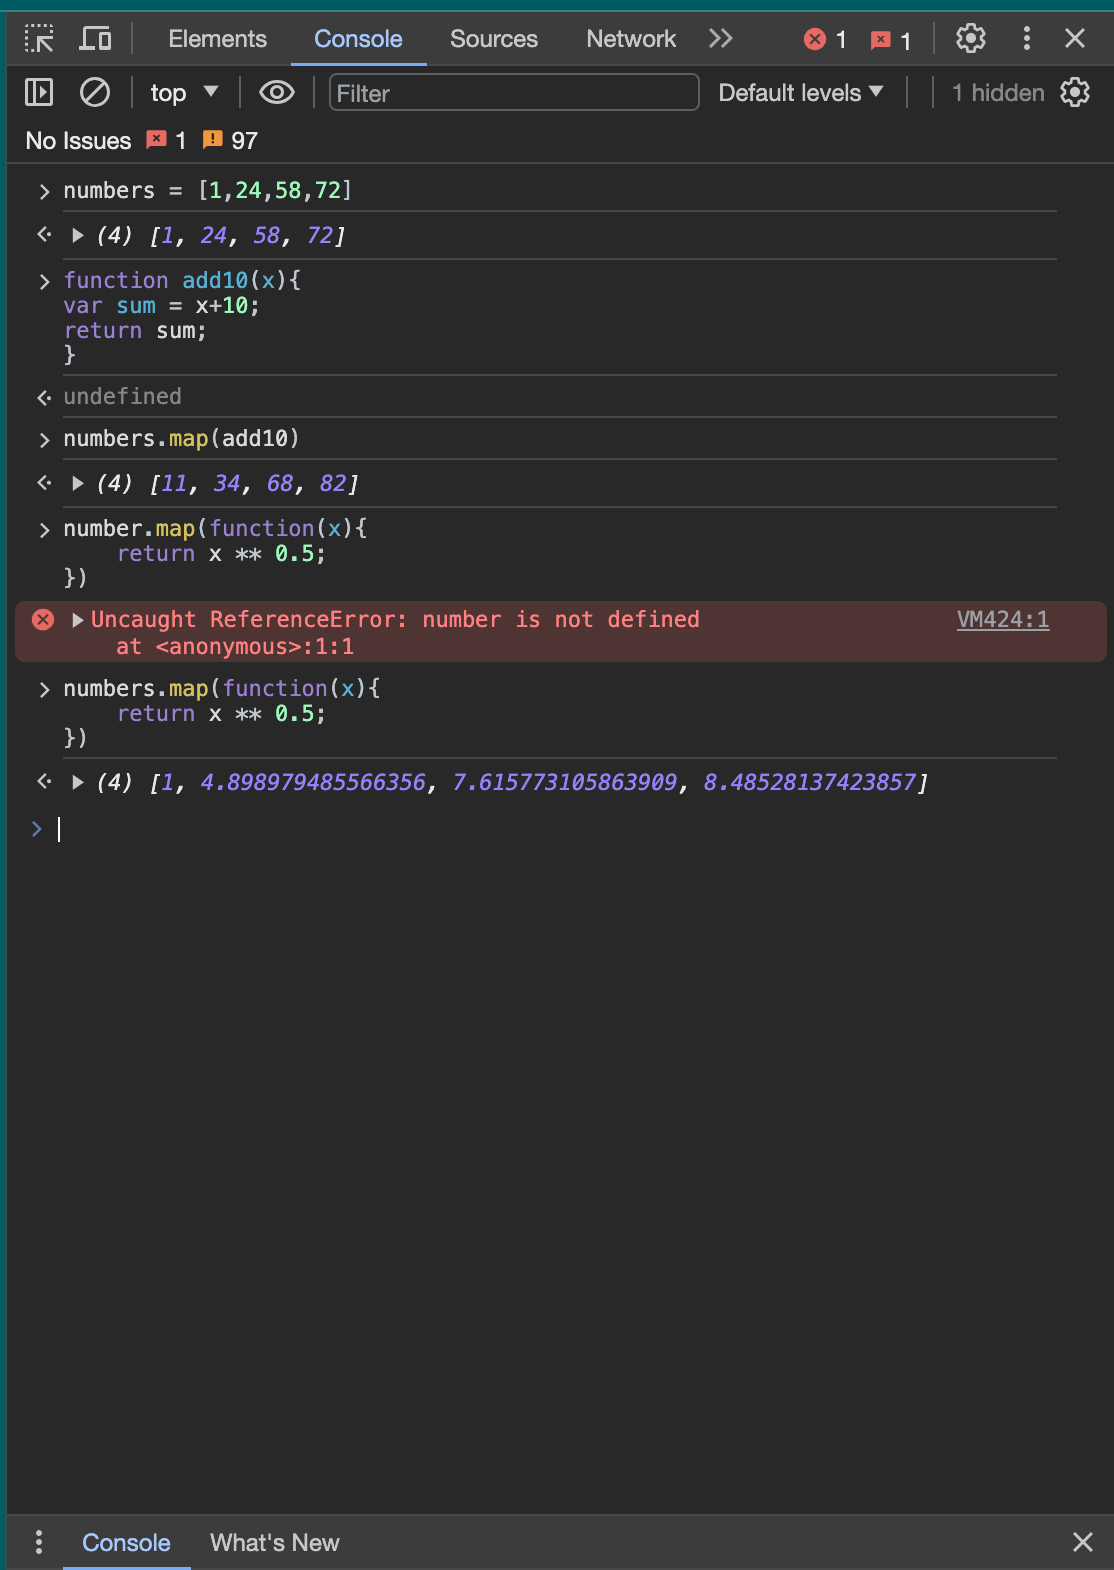 Elements Console Sources Network 1 1
top Filter Default levels 1 hidden
No Issues 1 97
numbers = [1,24,58,72]
(4) [1, 24, 58, 72]
function add10(x){
var sum = x+10;
return sum;
}
undefined
numbers.map(add10)
(4) [11, 34, 68, 82]
number.map(function(x){
    return x ** 0.5;
})
Uncaught ReferenceError: number is not defined VM424:1
    at <anonymous>:1:1
numbers.map(function(x){
    return x ** 0.5;
})
(4) [1, 4.898979485566356, 7.615773105863909, 8.48528137423857]
Console What's New